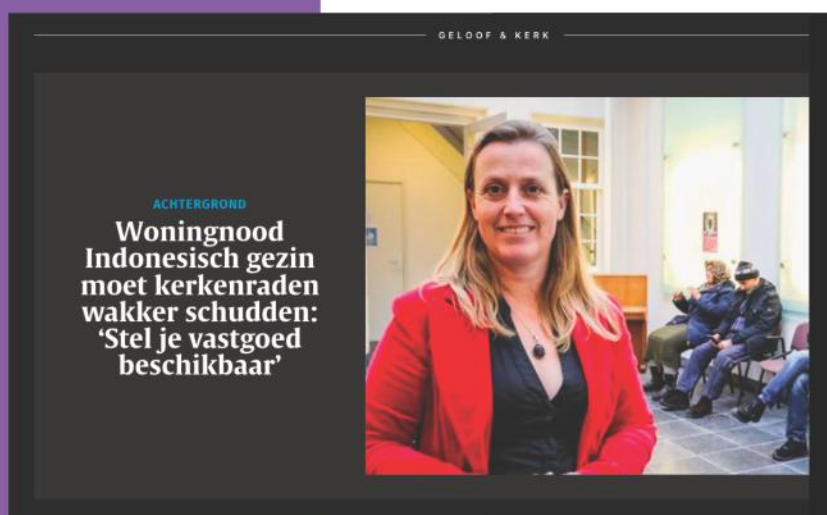 GELOOF & KERK
ACHTERGROND
Woningnood
Indonesisch gezin
moet kerkenraden
wakker schudden:
‘Stel je vastgoed
beschikbaar’